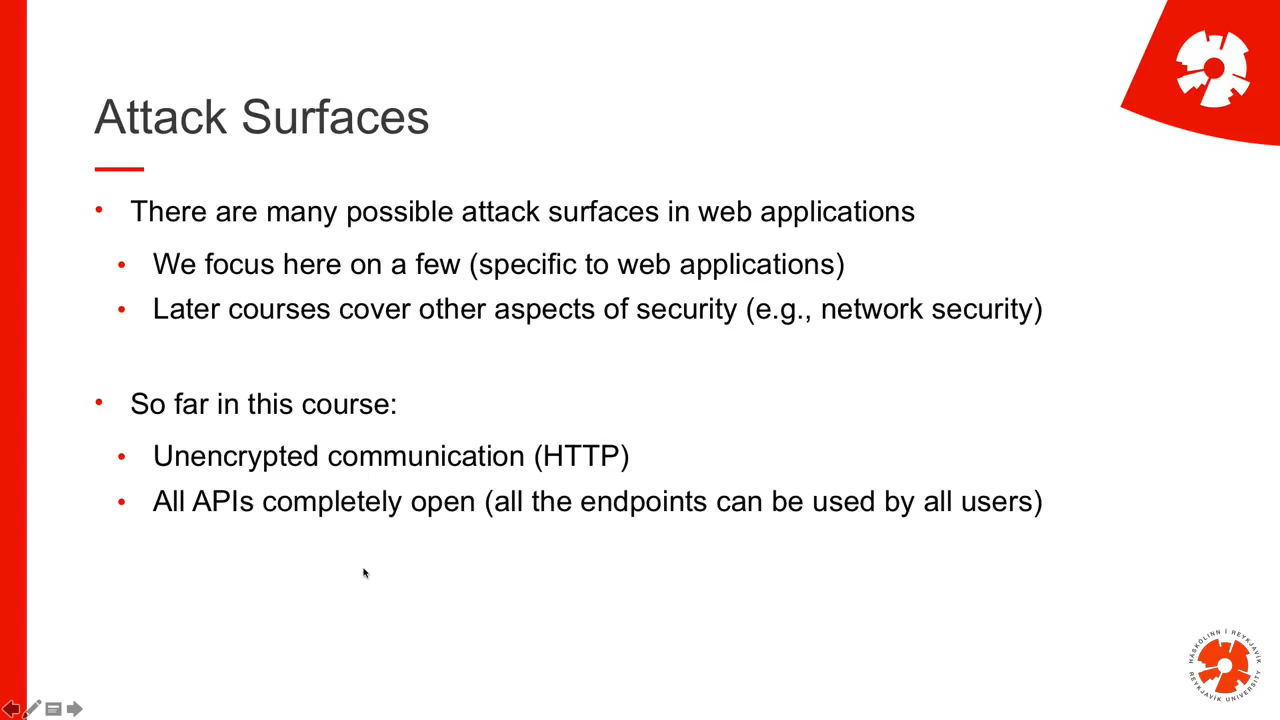 Attack Surfaces
• There are many possible attack surfaces in web applications
• We focus here on a few (specific to web applications)
• Later courses cover other aspects of security (e.g., network security)
• So far in this course:
• Unencrypted communication (HTTP)
• All APIs completely open (all the endpoints can be used by all users)
HÁSKÓLINN Í REYKJAVÍK
REYKJAVIK UNIVERSITY